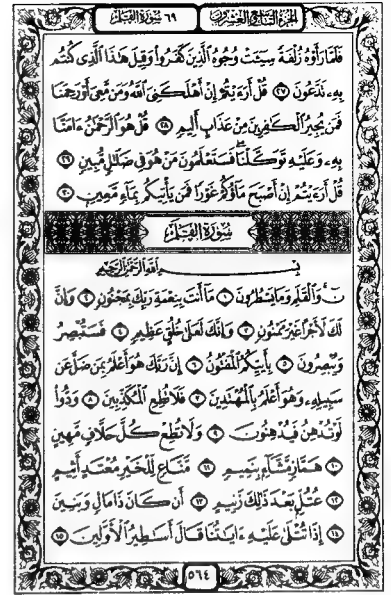 الجزء التاسع والعشرون ٦٩ سورة القلم
فَلَمَّا رَأَوْهُ زُلْفَةً سِيٓـَٔتْ وُجُوهُ ٱلَّذِينَ كَفَرُوا۟ وَقِيلَ هَٰذَا ٱلَّذِى كُنتُم
بِهِۦ تَدَّعُونَ ٢٧ قُلْ أَرَءَيْتُمْ إِنْ أَهْلَكَنِىَ ٱللَّهُ وَمَن مَّعِىَ أَوْ رَحِمَنَا
فَمَن يُجِيرُ ٱلْكَٰفِرِينَ مِنْ عَذَابٍ أَلِيمٍ ٢٨ قُلْ هُوَ ٱلرَّحْمَٰنُ ءَامَنَّا
بِهِۦ وَعَلَيْهِ تَوَكَّلْنَا ۖ فَسَتَعْلَمُونَ مَنْ هُوَ فِى ضَلَٰلٍ مُّبِينٍ ٢٩
قُلْ أَرَءَيْتُمْ إِنْ أَصْبَحَ مَآؤُكُمْ غَوْرًا فَمَن يَأْتِيكُم بِمَآءٍ مَّعِينٍ ٣٠
سورة القلم
بِسْمِ ٱللَّهِ ٱلرَّحْمَٰنِ ٱلرَّحِيمِ
نٓ ۚ وَٱلْقَلَمِ وَمَا يَسْطُرُونَ ١ مَآ أَنتَ بِنِعْمَةِ رَبِّكَ بِمَجْنُونٍ ٢ وَإِنَّ
لَكَ لَأَجْرًا غَيْرَ مَمْنُونٍ ٣ وَإِنَّكَ لَعَلَىٰ خُلُقٍ عَظِيمٍ ٤ فَسَتُبْصِرُ
وَيُبْصِرُونَ ٥ بِأَييِّكُمُ ٱلْمَفْتُونُ ٦ إِنَّ رَبَّكَ هُوَ أَعْلَمُ بِمَن ضَلَّ عَن
سَبِيلِهِۦ وَهُوَ أَعْلَمُ بِٱلْمُهْتَدِينَ ٧ فَلَا تُطِعِ ٱلْمُكَذِّبِينَ ٨ وَدُّوا۟
لَوْ تُدْهِنُ فَيُدْهِنُونَ ٩ وَلَا تُطِعْ كُلَّ حَلَّافٍ مَّهِينٍ
١٠ هَمَّازٍ مَّشَّآءٍۭ بِنَمِيمٍ ١١ مَّنَّاعٍ لِّلْخَيْرِ مُعْتَدٍ أَثِيمٍ
١٢ عُتُلٍّۭ بَعْدَ ذَٰلِكَ زَنِيمٍ ١٣ أَن كَانَ ذَا مَالٍ وَبَنِينَ
١٤ إِذَا تُتْلَىٰ عَلَيْهِ ءَايَٰتُنَا قَالَ أَسَٰطِيرُ ٱلْأَوَّلِينَ ١٥
٥٦٤